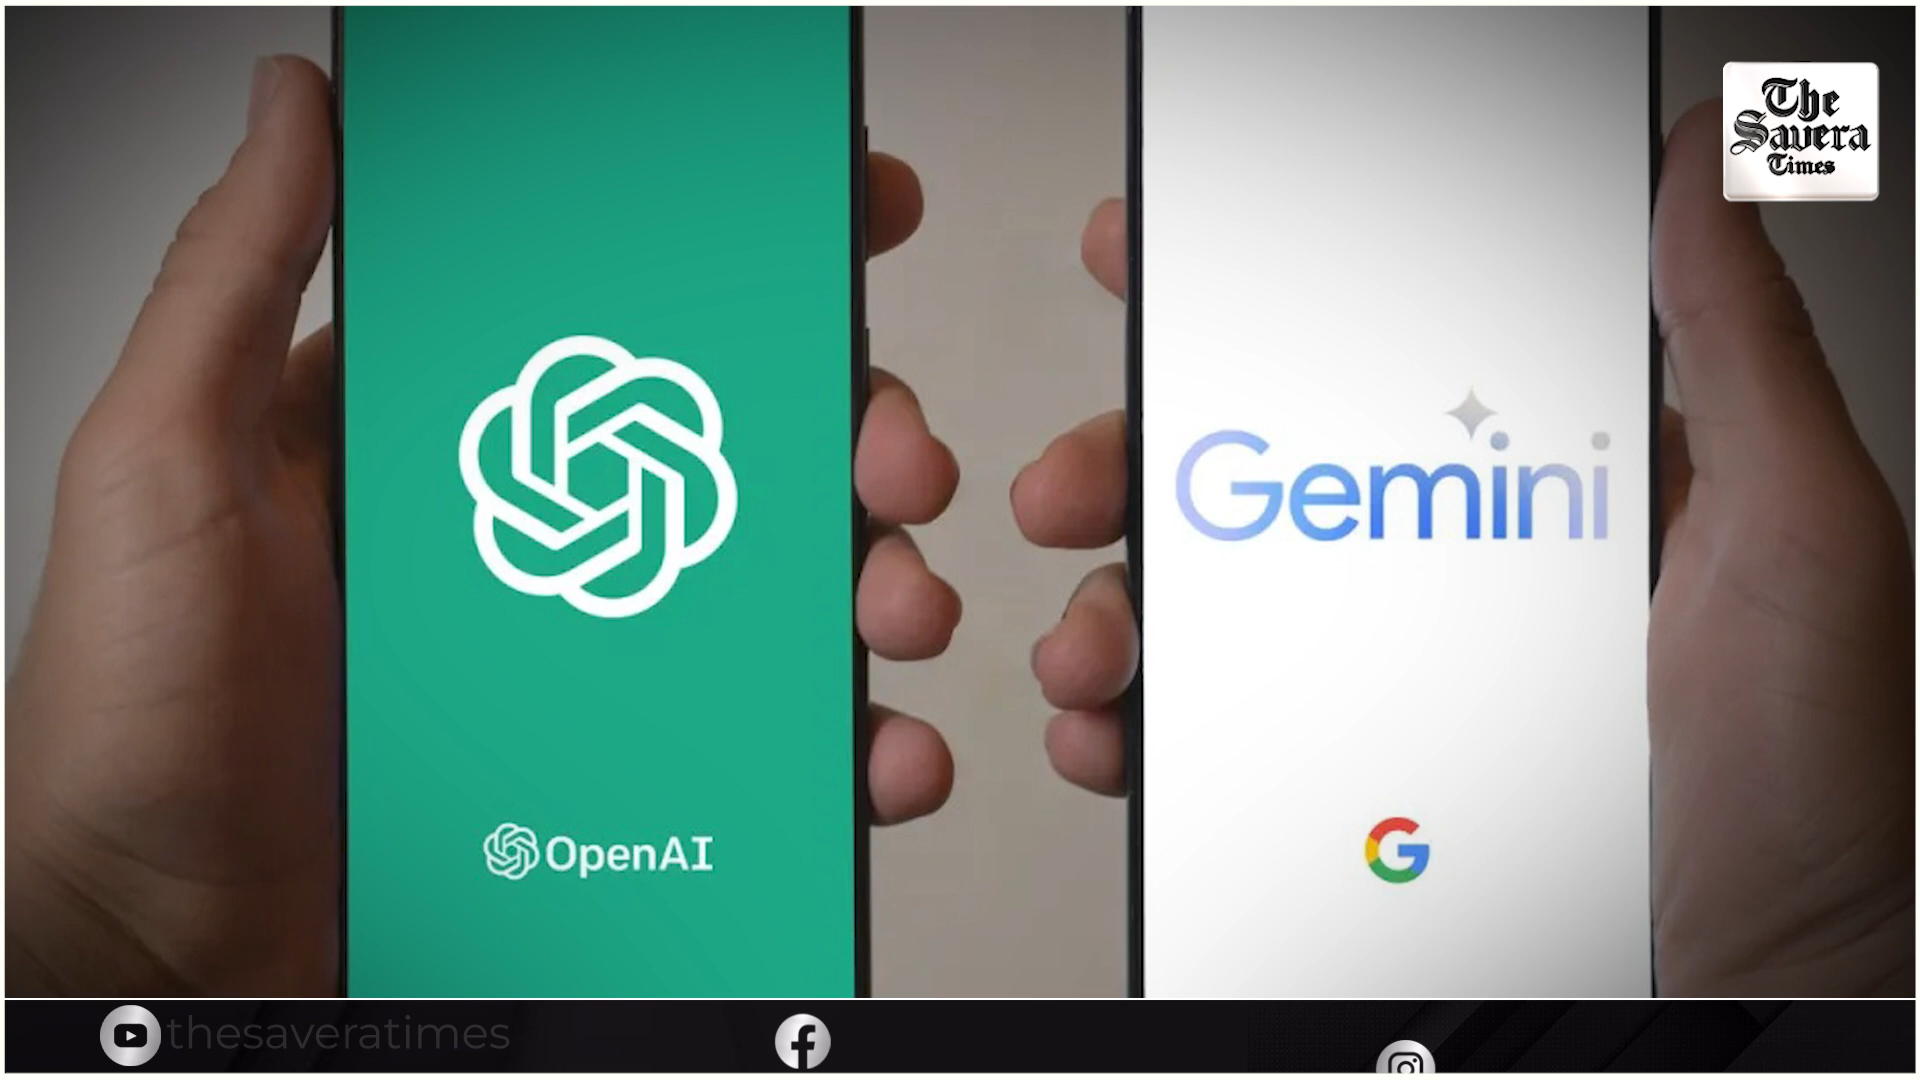 The
Savera
Times
Gemini
OpenAI
G
thesaveratimes